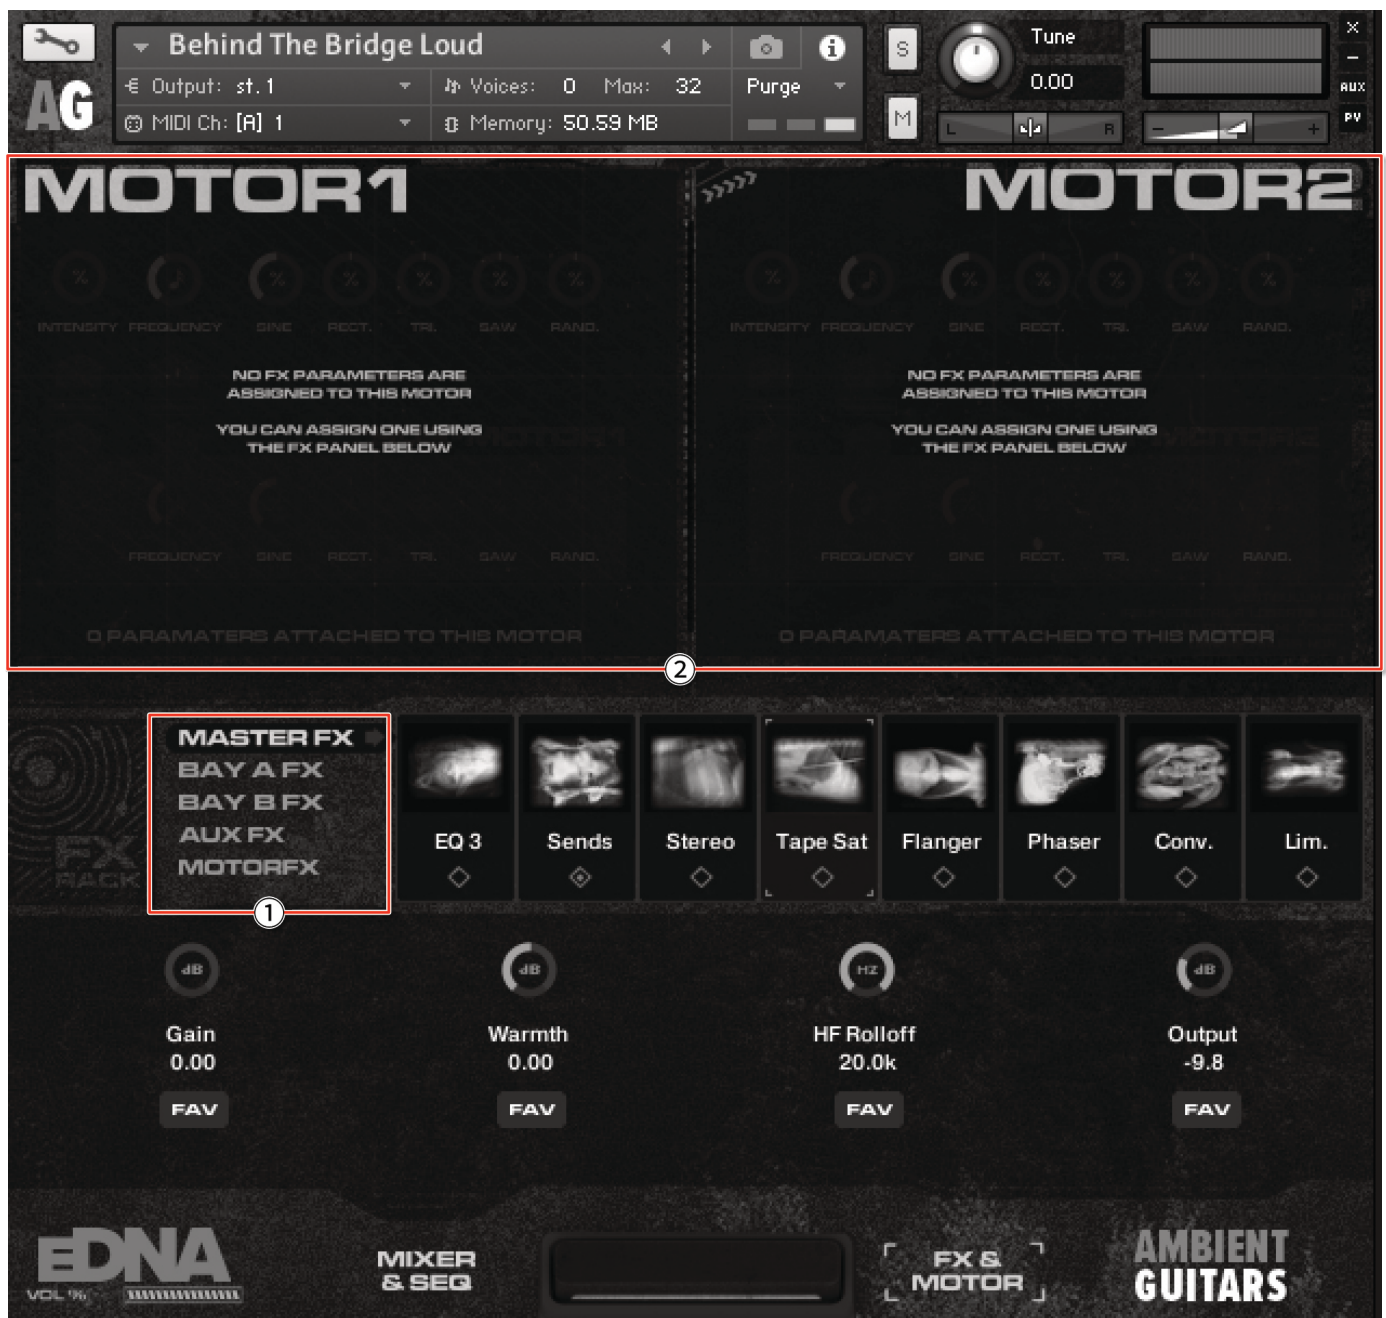 Behind The Bridge Loud
Output: st. 1
Voices: 0 Max: 32
Purge
MIDI Ch: [A] 1
Memory: 50.59 MB
S
M
Tune
0.00
L
R
-
+
X
-
AUX
PV
AG
MOTOR1
MOTOR2
% % % % % %
% % % % % %
INTENSITY FREQUENCY SINE RECT. TRI. SAW RAND.
INTENSITY FREQUENCY SINE RECT. TRI. SAW RAND.
NO FX PARAMETERS ARE
ASSIGNED TO THIS MOTOR
YOU CAN ASSIGN ONE USING
THE FX PANEL BELOW
NO FX PARAMETERS ARE
ASSIGNED TO THIS MOTOR
YOU CAN ASSIGN ONE USING
THE FX PANEL BELOW
MOTOR1
MOTOR2
FREQUENCY SINE RECT. TRI. SAW RAND.
FREQUENCY SINE RECT. TRI. SAW RAND.
0 PARAMATERS ATTACHED TO THIS MOTOR
0 PARAMATERS ATTACHED TO THIS MOTOR
2
FX
RACK
MASTER FX
BAY A FX
BAY B FX
AUX FX
MOTORFX
1
EQ 3
Sends
Stereo
Tape Sat
Flanger
Phaser
Conv.
Lim.
dB
dB
HZ
dB
Gain
0.00
FAV
Warmth
0.00
FAV
HF Rolloff
20.0k
FAV
Output
-9.8
FAV
EDNA
VOL %
MIXER
& SEQ
FX &
MOTOR
AMBIENT
GUITARS